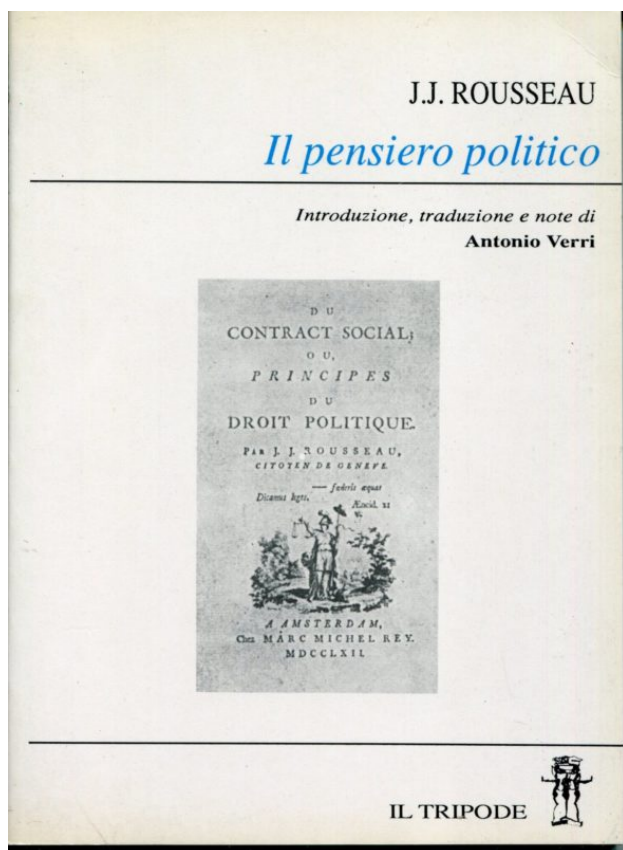 J.J. ROUSSEAU
Il pensiero politico
Introduzione, traduzione e note di
Antonio Verri
DU
CONTRACT SOCIAL;
OU,
PRINCIPES
DU
DROIT POLITIQUE.
PAR J. J. ROUSSEAU,
CITOYEN DE GENEVE.
— fœderis æquas
Dicamus leges.
Æneid. XI
A AMSTERDAM,
Chez MARC MICHEL REY.
MDCCLXII.
IL TRIPODE